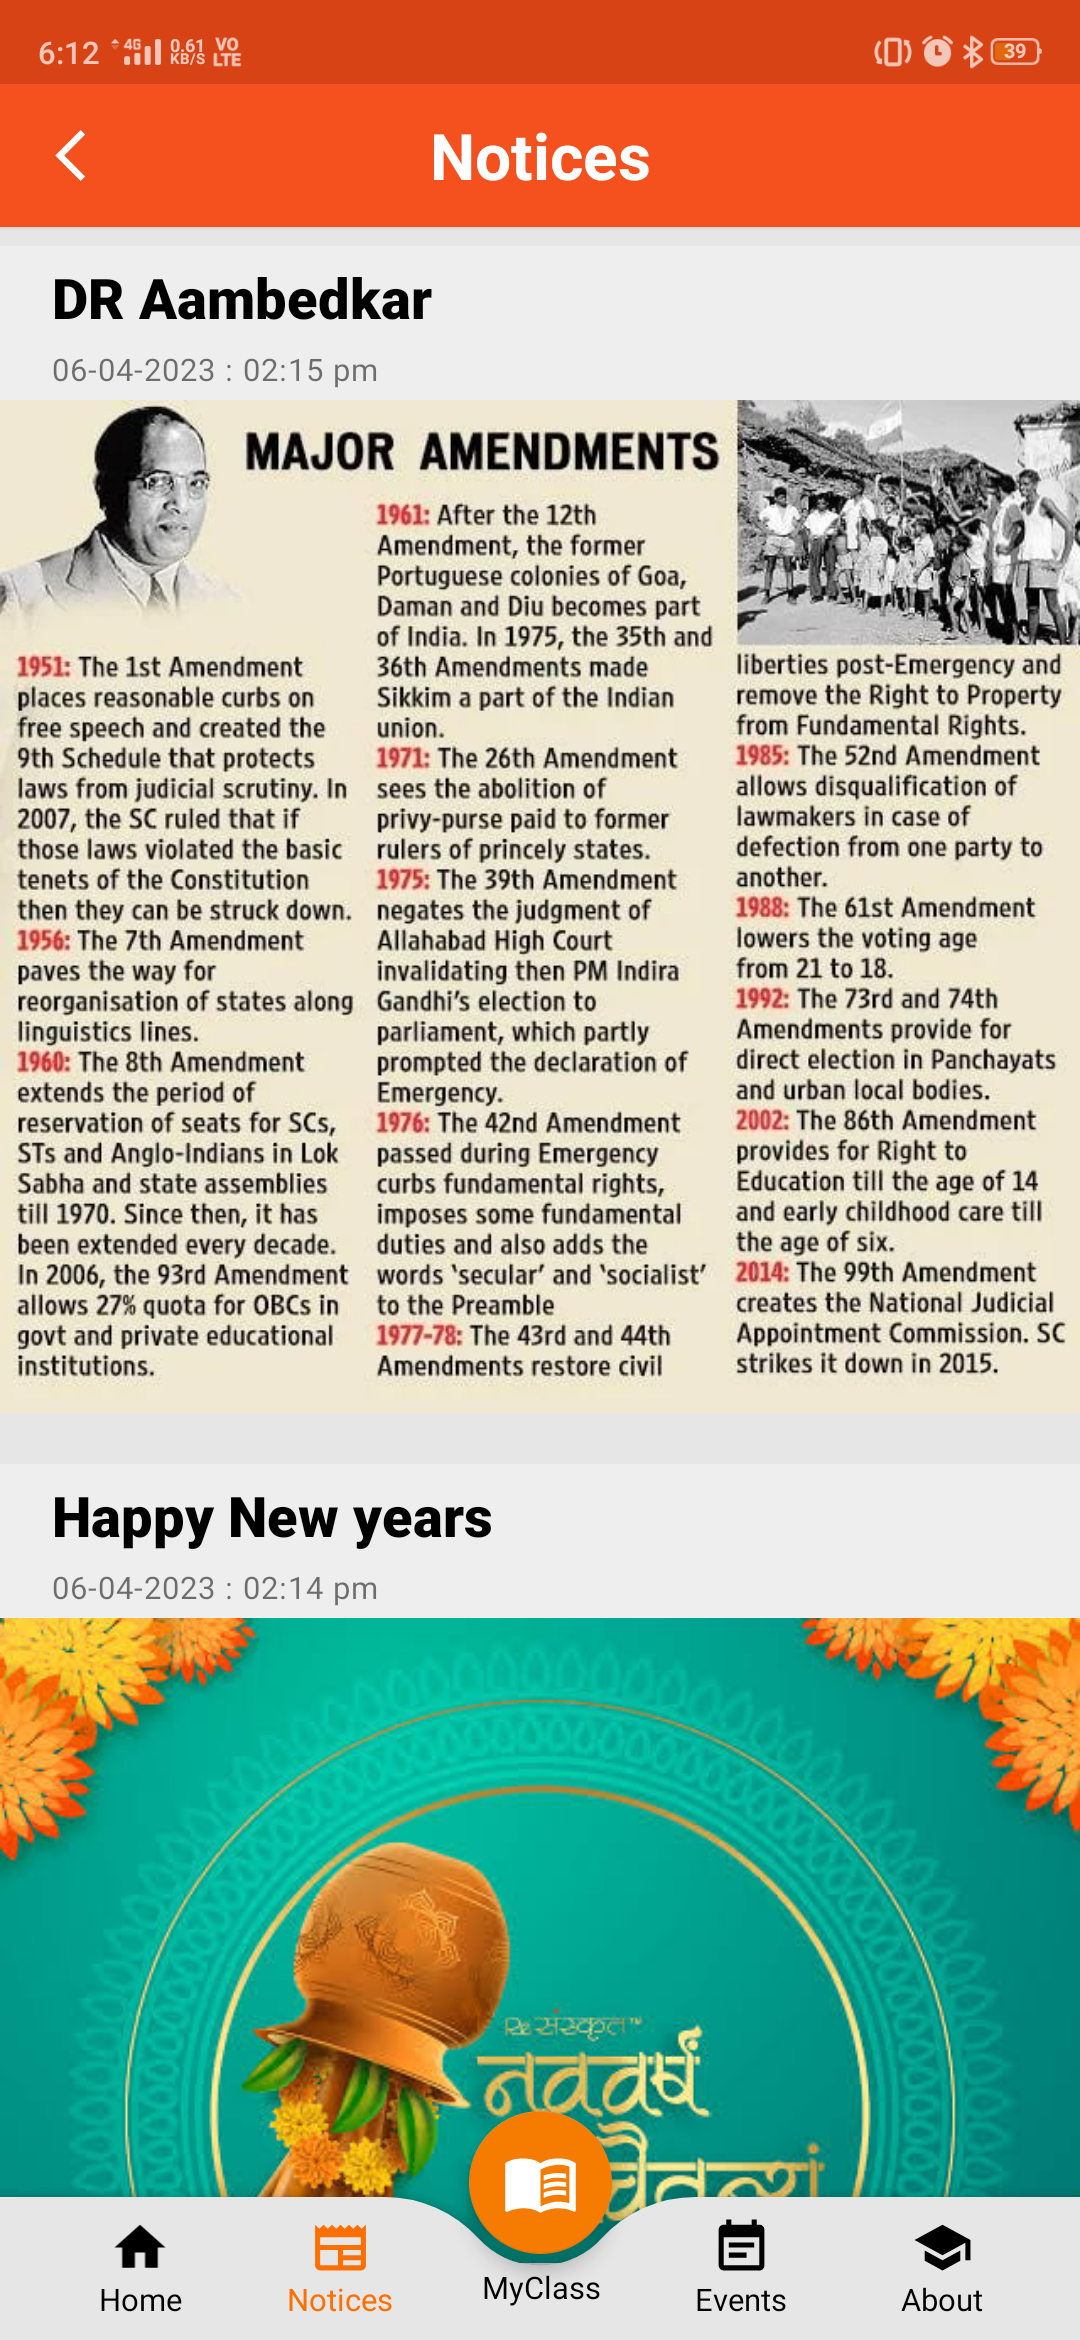 6:12 4G 0.61 KB/S VO LTE 39
Notices
DR Aambedkar
06-04-2023 : 02:15 pm
MAJOR AMENDMENTS
1951: The 1st Amendment
places reasonable curbs on
free speech and created the
9th Schedule that protects
laws from judicial scrutiny. In
2007, the SC ruled that if
those laws violated the basic
tenets of the Constitution
then they can be struck down.
1956: The 7th Amendment
paves the way for
reorganisation of states along
linguistics lines.
1960: The 8th Amendment
extends the period of
reservation of seats for SCs,
STs and Anglo-Indians in Lok
Sabha and state assemblies
till 1970. Since then, it has
been extended every decade.
In 2006, the 93rd Amendment
allows 27% quota for OBCs in
govt and private educational
institutions.
1961: After the 12th
Amendment, the former
Portuguese colonies of Goa,
Daman and Diu becomes part
of India. In 1975, the 35th and
36th Amendments made
Sikkim a part of the Indian
union.
1971: The 26th Amendment
sees the abolition of
privy-purse paid to former
rulers of princely states.
1975: The 39th Amendment
negates the judgment of
Allahabad High Court
invalidating then PM Indira
Gandhi's election to
parliament, which partly
prompted the declaration of
Emergency.
1976: The 42nd Amendment
passed during Emergency
curbs fundamental rights,
imposes some fundamental
duties and also adds the
words 'secular' and 'socialist'
to the Preamble
1977-78: The 43rd and 44th
Amendments restore civil
liberties post-Emergency and
remove the Right to Property
from Fundamental Rights.
1985: The 52nd Amendment
allows disqualification of
lawmakers in case of
defection from one party to
another.
1988: The 61st Amendment
lowers the voting age
from 21 to 18.
1992: The 73rd and 74th
Amendments provide for
direct election in Panchayats
and urban local bodies.
2002: The 86th Amendment
provides for Right to
Education till the age of 14
and early childhood care till
the age of six.
2014: The 99th Amendment
creates the National Judicial
Appointment Commission. SC
strikes it down in 2015.
Happy New years
06-04-2023 : 02:14 pm
Re संस्कृत™
नववर्ष
Home
Notices
MyClass
Events
About